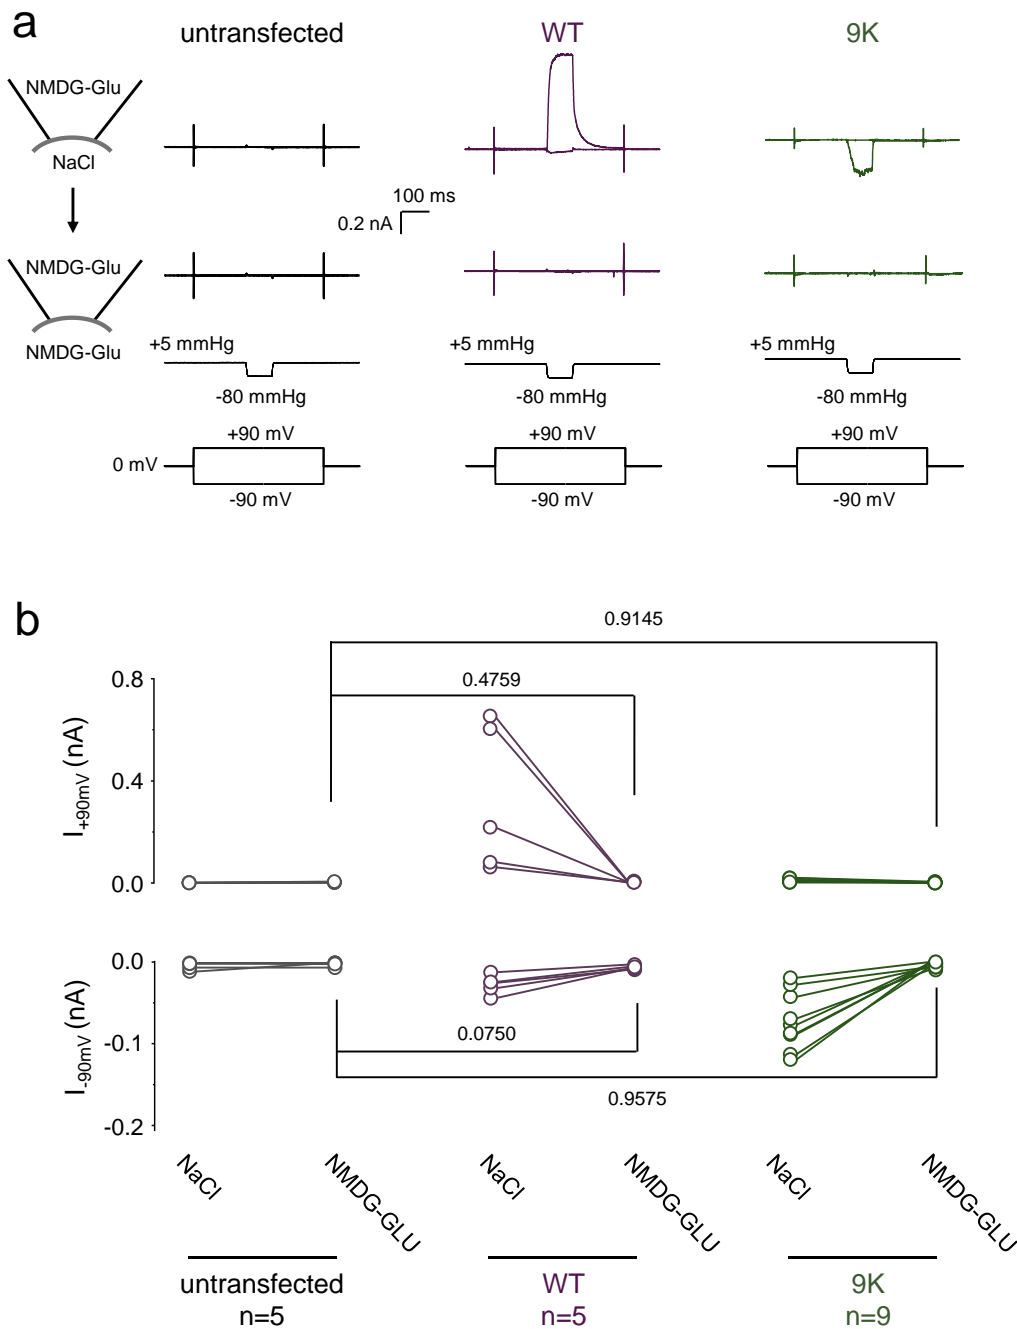 a
untransfected
WT
9K
NMDG-Glu
NaCl
100 ms
0.2 nA
NMDG-Glu
NMDG-Glu
+5 mmHg
+5 mmHg
+5 mmHg
-80 mmHg
-80 mmHg
-80 mmHg
+90 mV
+90 mV
+90 mV
0 mV
-90 mV
-90 mV
-90 mV
b
0.9145
0.4759
0.8
0.4
0.0
I+90mV (nA)
0.0
-0.1
-0.2
I-90mV (nA)
0.0750
0.9575
NaCl
NMDG-GLU
NaCl
NMDG-GLU
NaCl
NMDG-GLU
untransfected
n=5
WT
n=5
9K
n=9